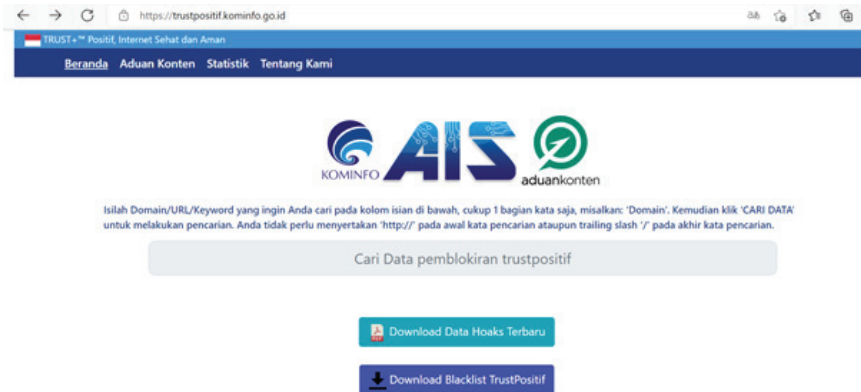 https://trustpositif.kominfo.go.id
TRUST+™ Positif, Internet Sehat dan Aman
Beranda Aduan Konten Statistik Tentang Kami
KOMINFO
AIS
aduankonten
Isilah Domain/URL/Keyword yang ingin Anda cari pada kolom isian di bawah, cukup 1 bagian kata saja, misalkan: 'Domain'. Kemudian klik 'CARI DATA'
untuk melakukan pencarian. Anda tidak perlu menyertakan 'http://' pada awal kata pencarian ataupun trailing slash '/' pada akhir kata pencarian.
Cari Data pemblokiran trustpositif
Download Data Hoaks Terbaru
Download Blacklist TrustPositif